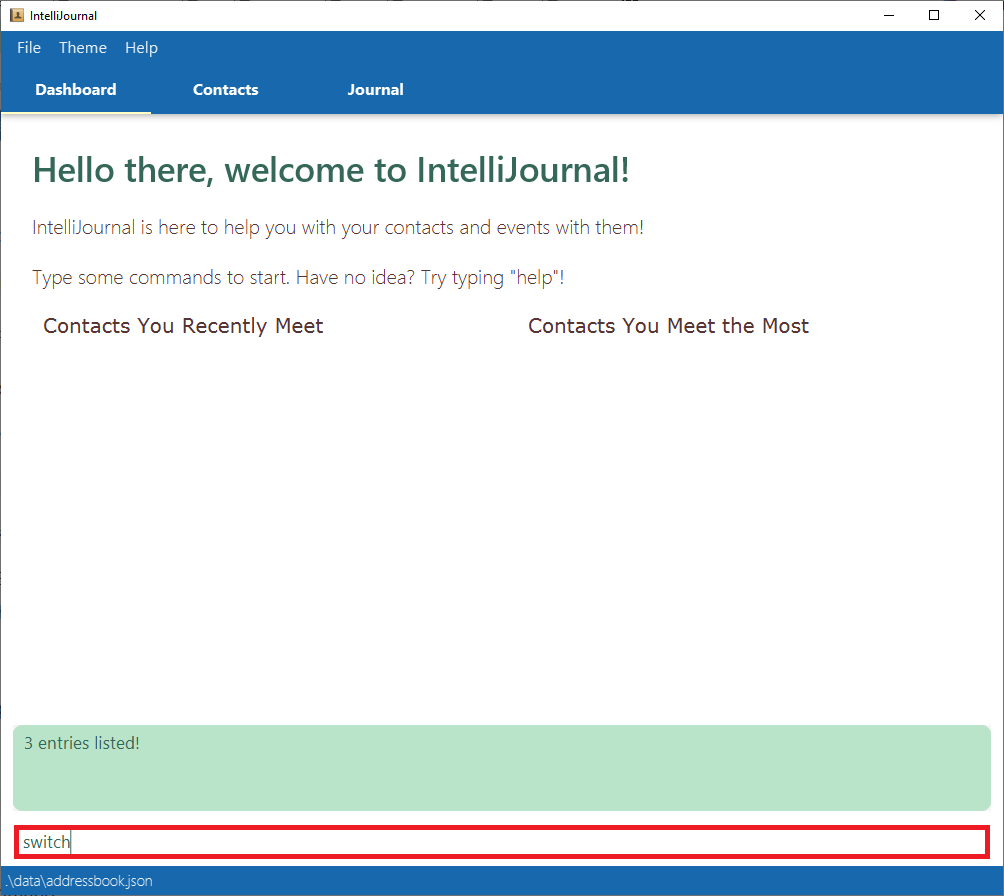 IntelliJournal
File Theme Help
Dashboard Contacts Journal
Hello there, welcome to IntelliJournal!
IntelliJournal is here to help you with your contacts and events with them!
Type some commands to start. Have no idea? Try typing "help"!
Contacts You Recently Meet
Contacts You Meet the Most
3 entries listed!
switch
.\data\addressbook.json